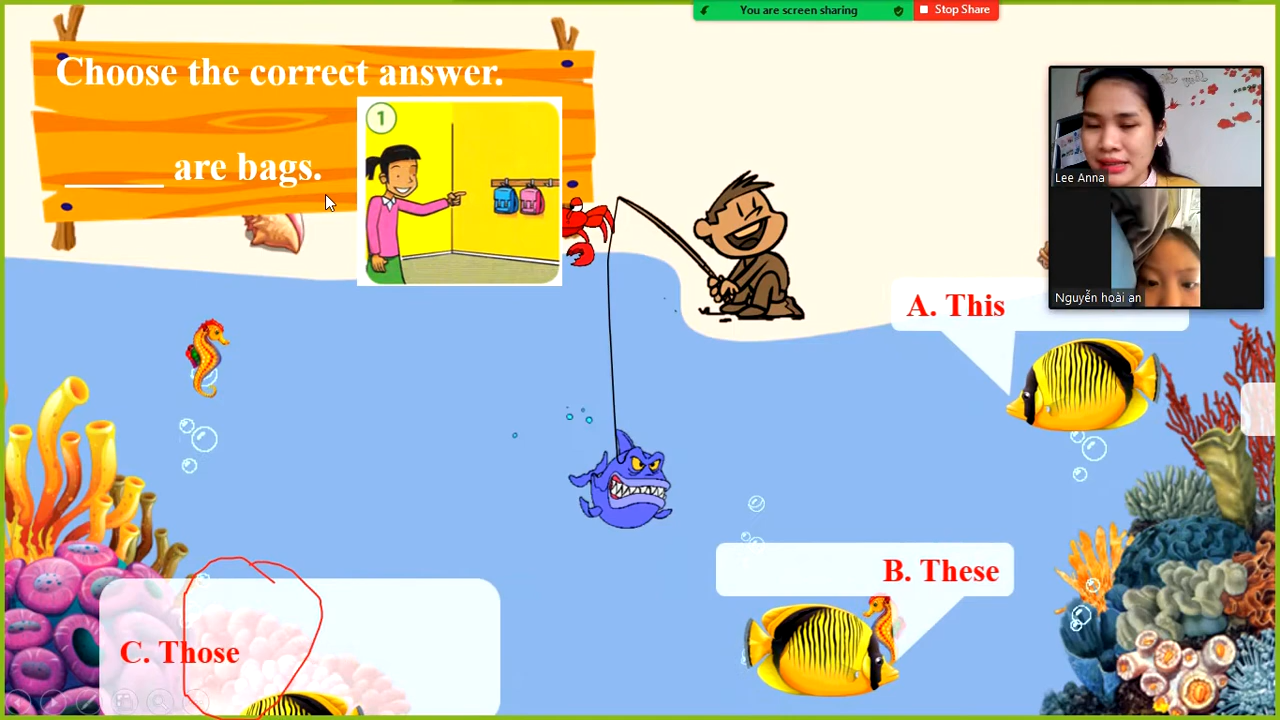 You are screen sharing
Stop Share
Choose the correct answer.
1
______ are bags.
Lee Anna
Nguyễn hoài an
A. This
B. These
C. Those